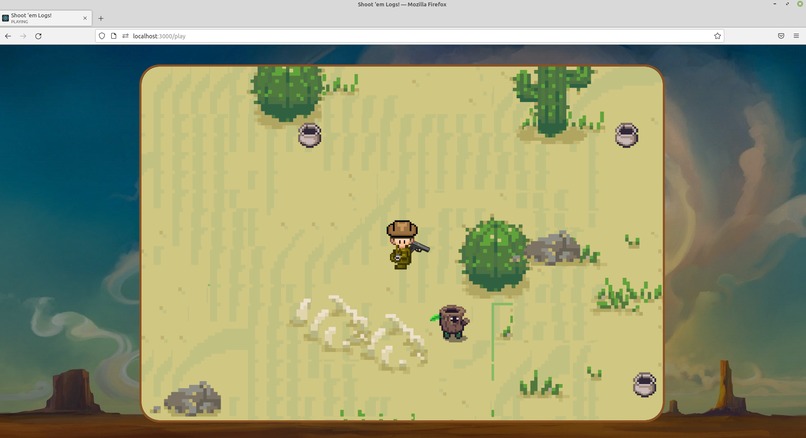 Shoot 'em Logs! — Mozilla Firefox
Shoot 'em Logs!
PLAYING
localhost:3000/play